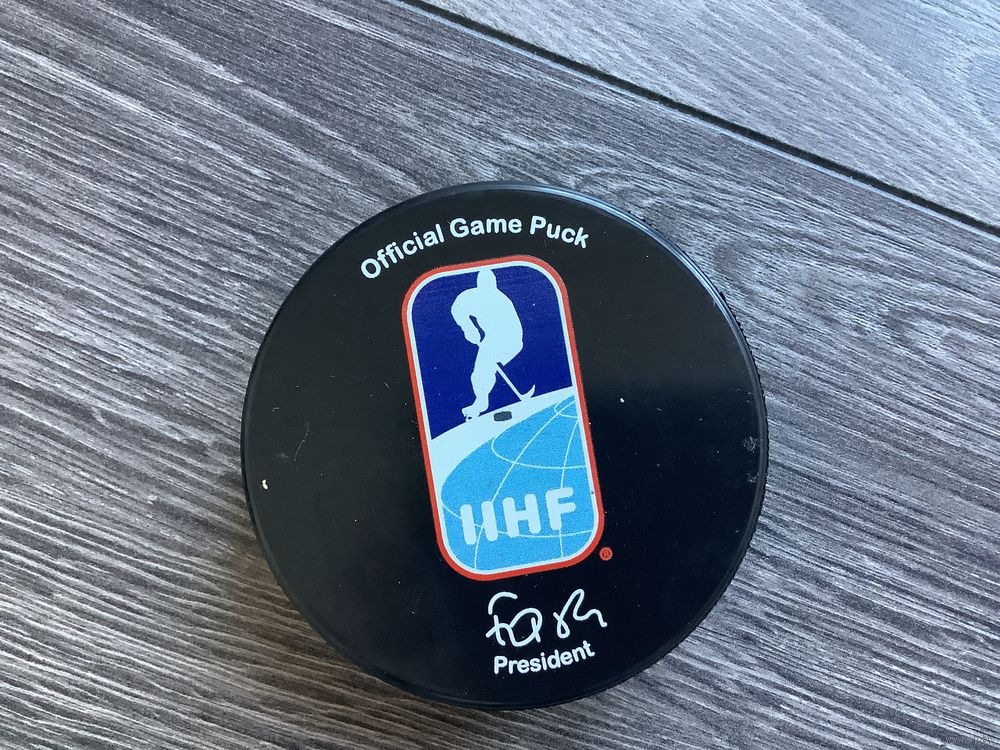 Official Game Puck
IIHF
®
President